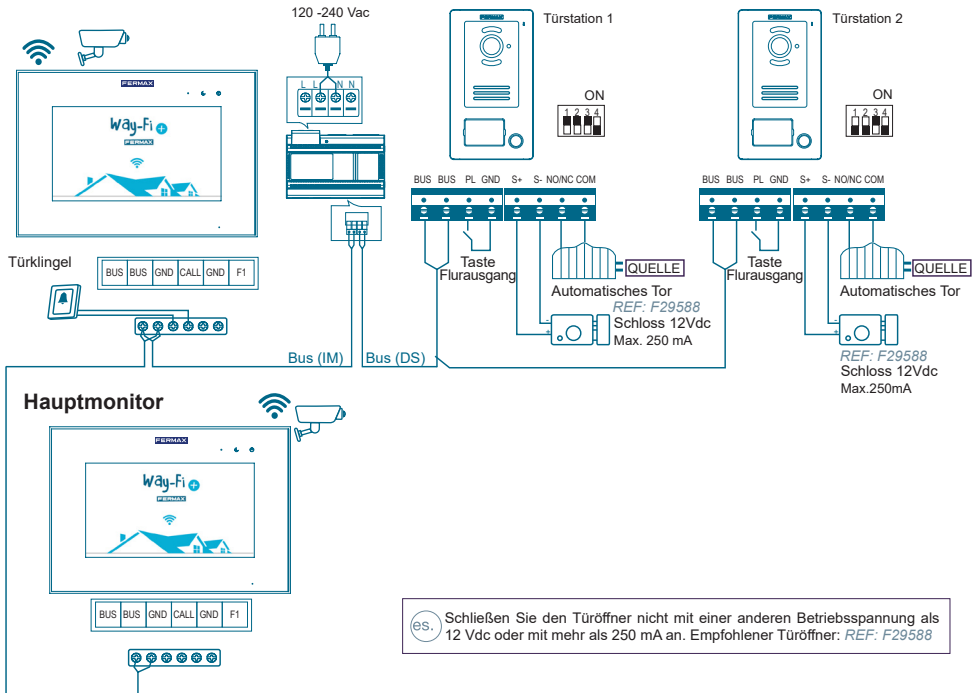 120 -240 Vac
Türstation 1
Türstation 2
FERMAX
Way-Fi +
FERMAX
L L N N
ON
1 2 3 4
ON
1 2 3 4
BUS BUS PL GND S+ S- NO/NC COM
BUS BUS PL GND S+ S- NO/NC COM
Türklingel
BUS BUS GND CALL GND F1
Taste
Flurausgang
QUELLE
Automatisches Tor
REF: F29588
Schloss 12Vdc
Max. 250 mA
- +
Taste
Flurausgang
QUELLE
Automatisches Tor
- +
REF: F29588
Schloss 12Vdc
Max.250mA
Bus (IM)
Bus (DS)
Hauptmonitor
FERMAX
Way-Fi +
FERMAX
BUS BUS GND CALL GND F1
es. Schließen Sie den Türöffner nicht mit einer anderen Betriebsspannung als
12 Vdc oder mit mehr als 250 mA an. Empfohlener Türöffner: REF: F29588